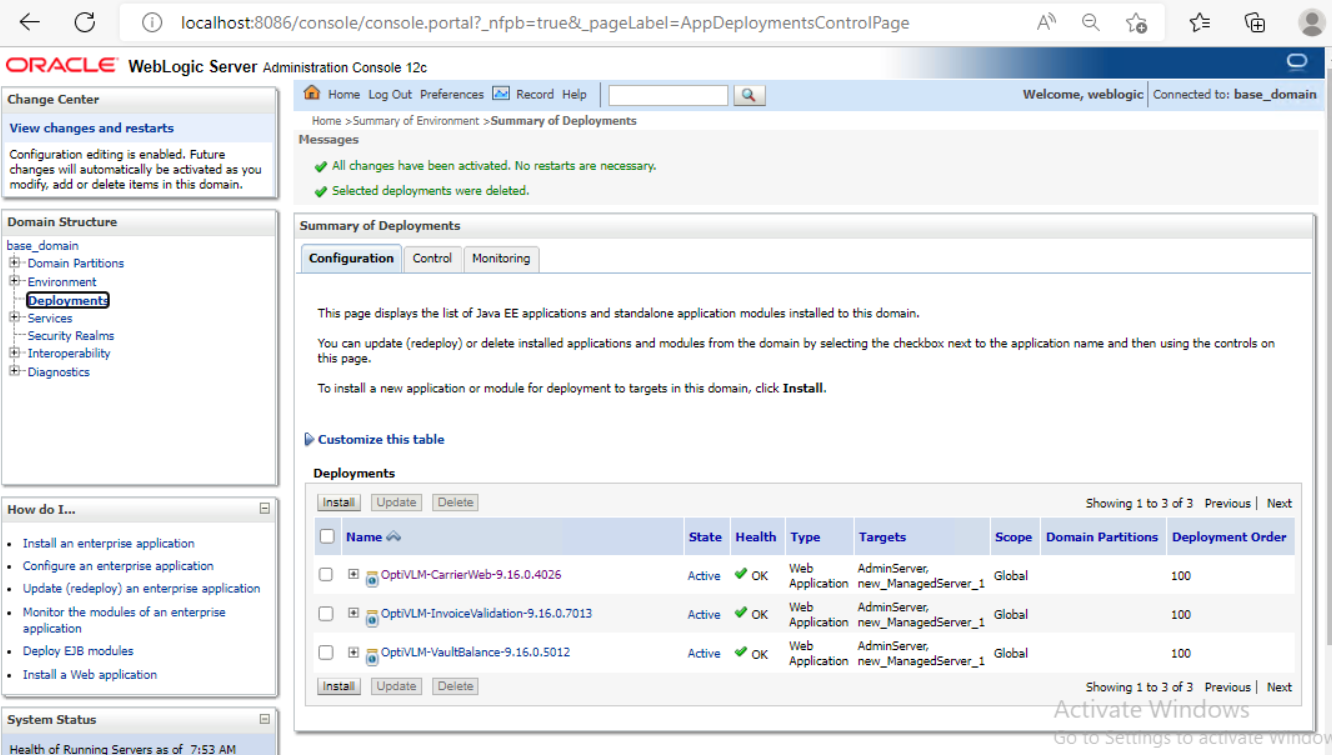 localhost:8086/console/console.portal?_nfpb=true&_pageLabel=AppDeploymentsControlPage
ORACLE WebLogic Server Administration Console 12c
Change Center
View changes and restarts
Configuration editing is enabled. Future
changes will automatically be activated as you
modify, add or delete items in this domain.
Domain Structure
base_domain
Domain Partitions
Environment
Deployments
Services
Security Realms
Interoperability
Diagnostics
How do I...
Install an enterprise application
Configure an enterprise application
Update (redeploy) an enterprise application
Monitor the modules of an enterprise
application
Deploy EJB modules
Install a Web application
System Status
Health of Running Servers as of 7:53 AM
Home Log Out Preferences Record Help
Welcome, weblogic Connected to: base_domain
Home >Summary of Environment >Summary of Deployments
Messages
All changes have been activated. No restarts are necessary.
Selected deployments were deleted.
Summary of Deployments
Configuration Control Monitoring
This page displays the list of Java EE applications and standalone application modules installed to this domain.
You can update (redeploy) or delete installed applications and modules from the domain by selecting the checkbox next to the application name and then using the controls on
this page.
To install a new application or module for deployment to targets in this domain, click Install.
Customize this table
Deployments
Install Update Delete Showing 1 to 3 of 3 Previous | Next
Name State Health Type Targets Scope Domain Partitions Deployment Order
OptiVLM-CarrierWeb-9.16.0.4026 Active OK Web Application AdminServer, new_ManagedServer_1 Global 100
OptiVLM-InvoiceValidation-9.16.0.7013 Active OK Web Application AdminServer, new_ManagedServer_1 Global 100
OptiVLM-VaultBalance-9.16.0.5012 Active OK Web Application AdminServer, new_ManagedServer_1 Global 100
Install Update Delete Showing 1 to 3 of 3 Previous | Next
Activate Windows
Go to Settings to activate Window